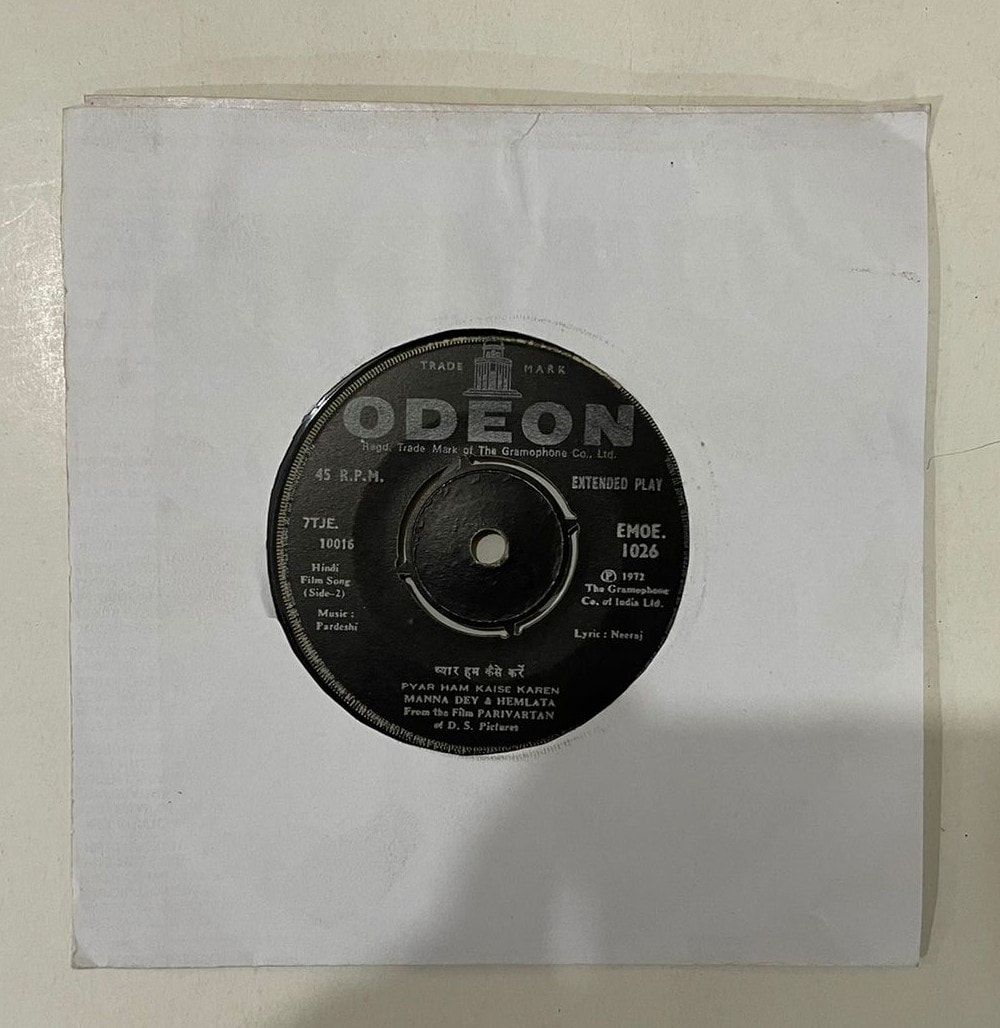 TRADE MARK
ODEON
Regd. Trade Mark of The Gramophone Co., Ltd.
45 R.P.M.
EXTENDED PLAY
7TJE.
10016
Hindi
Film Song
(Side-2)
Music :
Pardeshi
EMOE.
1026
Ⓟ 1972
The Gramophone
Co. of India Ltd.
Lyric : Neeraj
प्यार हम कैसे करें
PYAR HAM KAISE KAREN
MANNA DEY & HEMLATA
From the Film PARIVARTAN
of D. S. Pictures